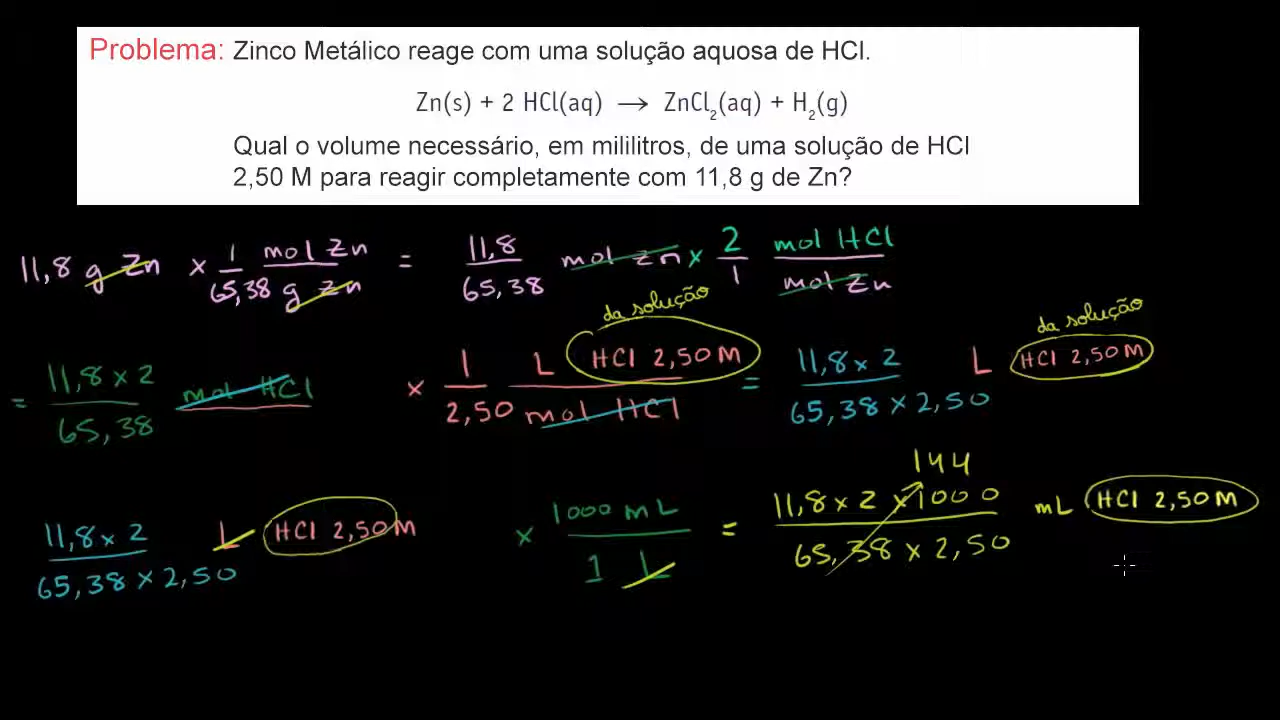 Problema: Zinco Metálico reage com uma solução aquosa de HCl.
Zn(s) + 2 HCl(aq) → ZnCl₂(aq) + H₂(g)
Qual o volume necessário, em mililitros, de uma solução de HCl
2,50 M para reagir completamente com 11,8 g de Zn?
11,8 g Zn × 1/65,38 mol Zn/g Zn = 11,8/65,38 mol Zn × 2/1 mol HCl/mol Zn
da solução da solução
= 11,8 × 2/65,38 mol HCl × 1/2,50 L HCl 2,50 M/mol HCl = 11,8 × 2/65,38 × 2,50 L HCl 2,50 M
144
11,8 × 2/65,38 × 2,50 L HCl 2,50 M × 1000 mL/1 L = 11,8 × 2 × 1000/65,38 × 2,50 mL HCl 2,50 M